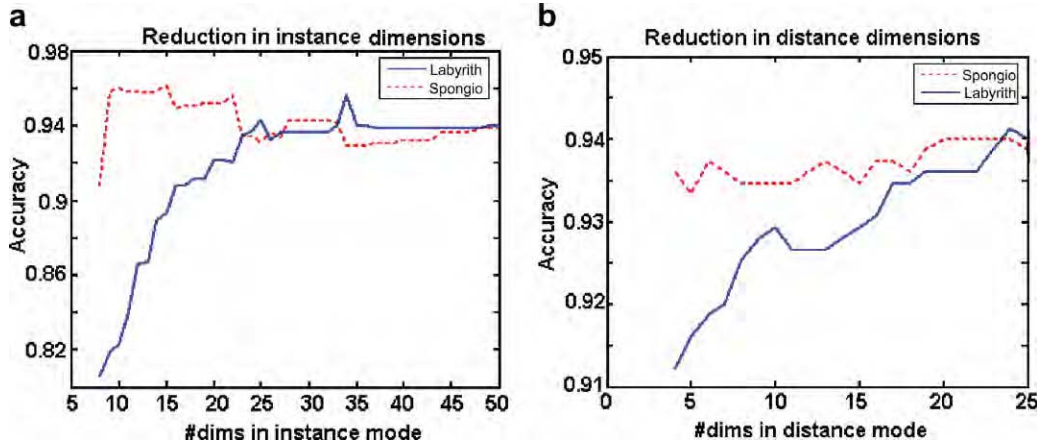 a
Reduction in instance dimensions
0.98
0.94
0.9
0.86
0.82
Accuracy
Labyrith
Spongio
5 10 15 20 25 30 35 40 45 50
#dims in instance mode
b
Reduction in distance dimensions
0.95
0.94
0.93
0.92
0.91
Accuracy
Spongio
Labyrith
0 5 10 15 20 25
#dims in distance mode